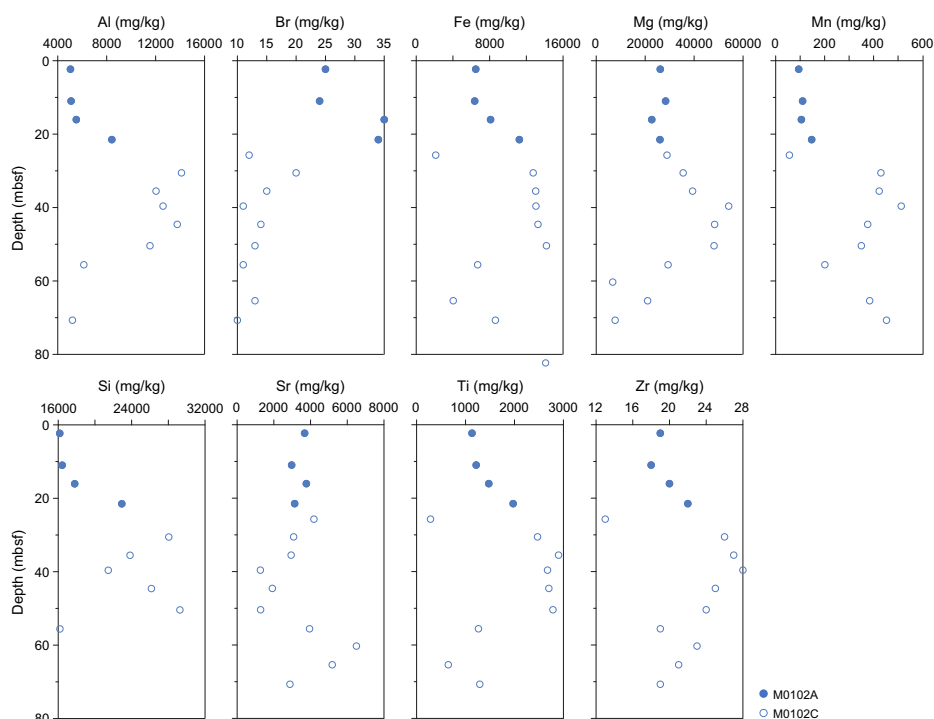 Al (mg/kg) Br (mg/kg) Fe (mg/kg) Mg (mg/kg) Mn (mg/kg)
4000 8000 12000 16000 10 15 20 25 30 35 0 8000 16000 0 20000 40000 60000 0 200 400 600
0
20
40
60
80
Depth (mbsf)
Si (mg/kg) Sr (mg/kg) Ti (mg/kg) Zr (mg/kg)
16000 24000 32000 0 2000 4000 6000 8000 0 1000 2000 3000 12 16 20 24 28
0
20
40
60
80
Depth (mbsf)
M0102A
M0102C